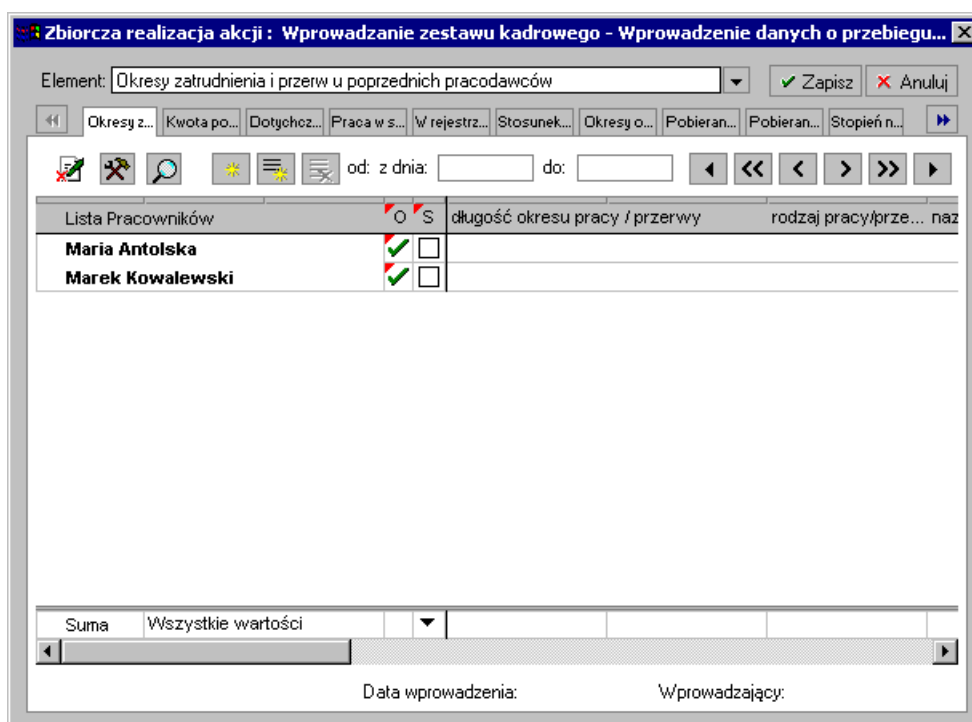 Zbiorcza realizacja akcji : Wprowadzanie zestawu kadrowego - Wprowadzenie danych o przebiegu...
Element: Okresy zatrudnienia i przerw u poprzednich pracodawców Zapisz Anuluj
Okresy z... Kwota po... Dotychcz... Praca w s... W rejestrz... Stosunek... Okresy o... Pobieran... Pobieran... Stopień n...
od: z dnia: do:
Lista Pracowników O S długość okresu pracy / przerwy rodzaj pracy/prze... naz
Maria Antolska
Marek Kowalewski
Suma Wszystkie wartości
Data wprowadzenia: Wprowadzający: